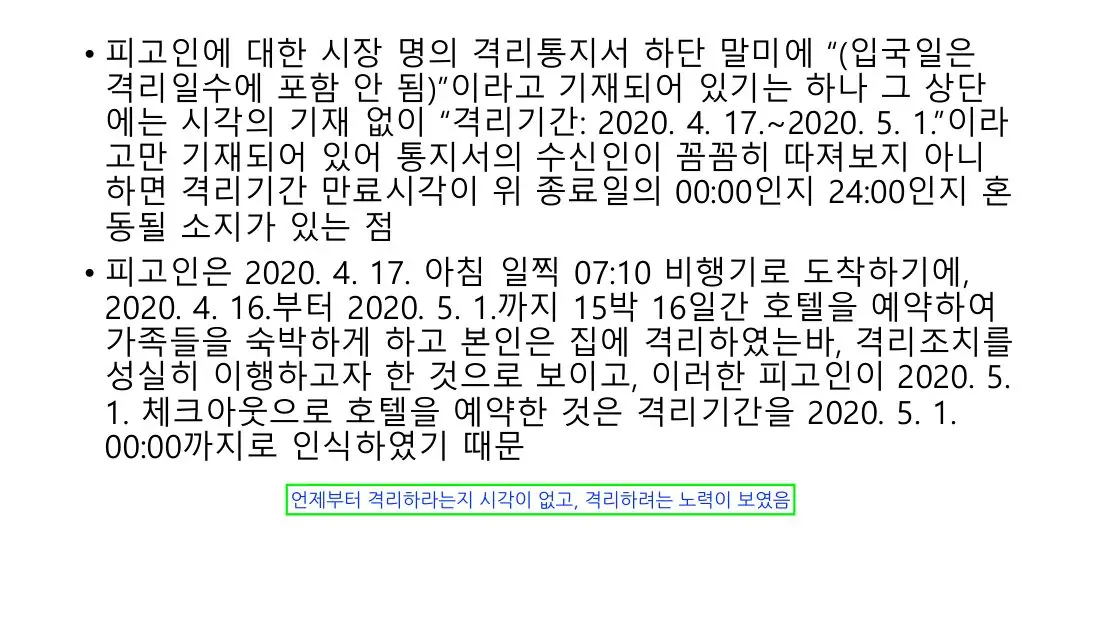 • 피고인에 대한 시장 명의 격리통지서 하단 말미에 “(입국일은
격리일수에 포함 안 됨)”이라고 기재되어 있기는 하나 그 상단
에는 시각의 기재 없이 “격리기간: 2020. 4. 17.~2020. 5. 1.”이라
고만 기재되어 있어 통지서의 수신인이 꼼꼼히 따져보지 아니
하면 격리기간 만료시각이 위 종료일의 00:00인지 24:00인지 혼
동될 소지가 있는 점
• 피고인은 2020. 4. 17. 아침 일찍 07:10 비행기로 도착하기에,
2020. 4. 16.부터 2020. 5. 1.까지 15박 16일간 호텔을 예약하여
가족들을 숙박하게 하고 본인은 집에 격리하였는바, 격리조치를
성실히 이행하고자 한 것으로 보이고, 이러한 피고인이 2020. 5.
1. 체크아웃으로 호텔을 예약한 것은 격리기간을 2020. 5. 1.
00:00까지로 인식하였기 때문
언제부터 격리하라는지 시각이 없고, 격리하려는 노력이 보였음